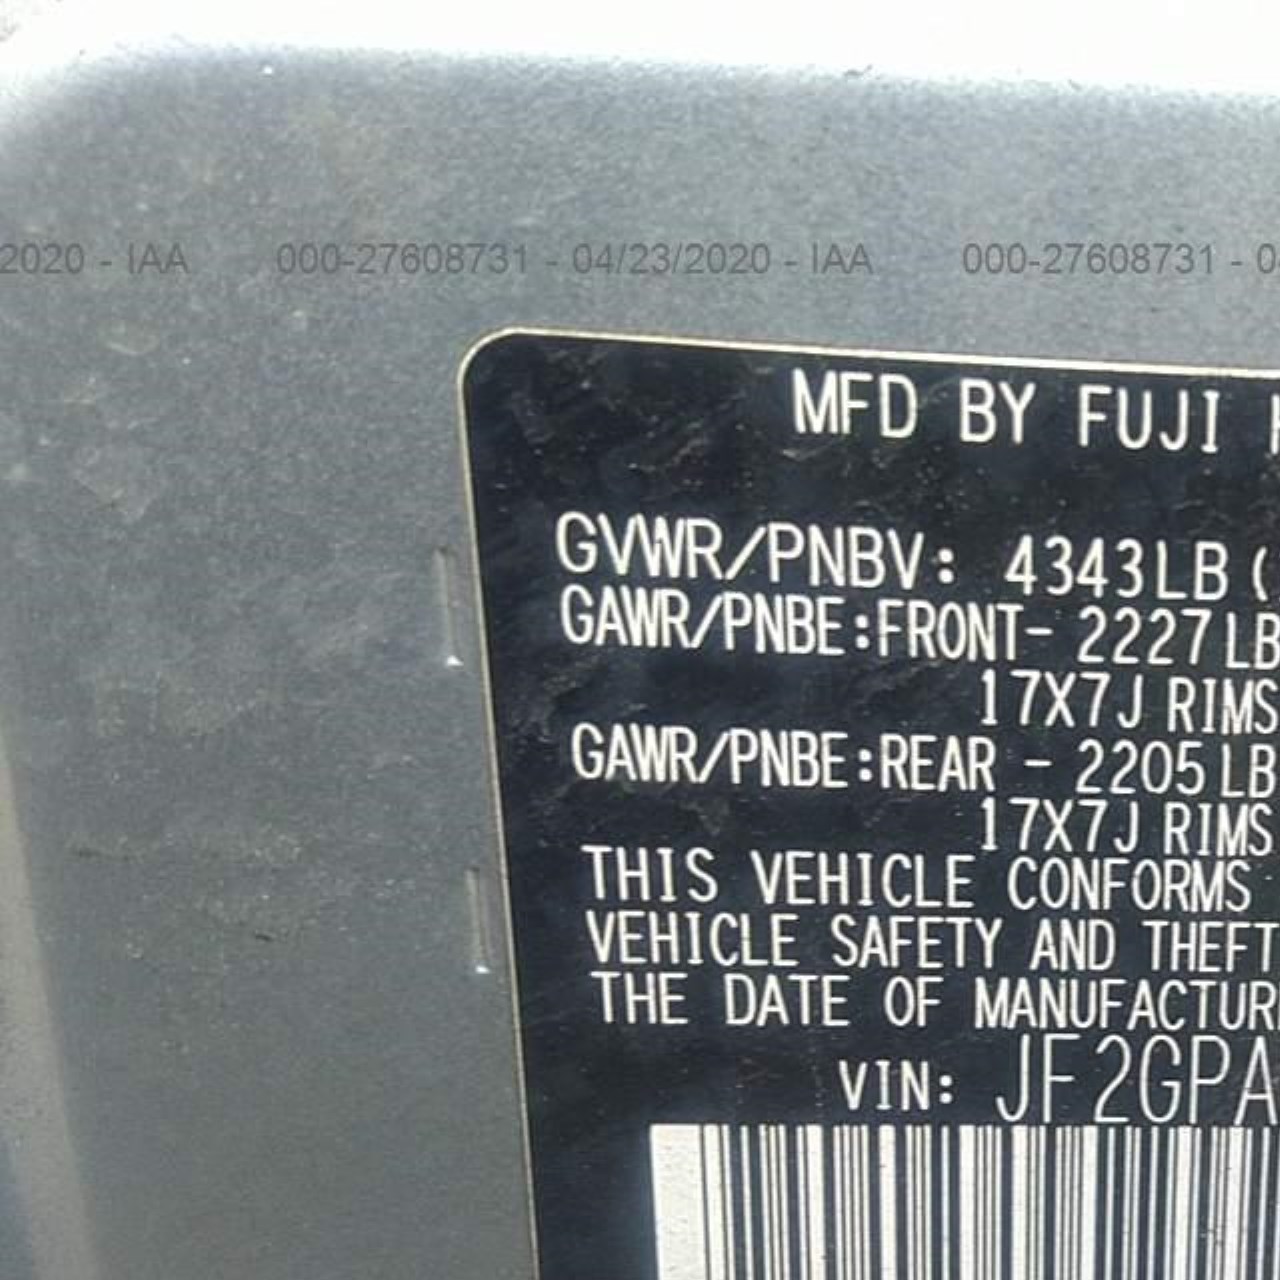 2020 - IAA 000-27608731 - 04/23/2020 - IAA 000-27608731 - 0
MFD BY FUJI
GVWR/PNBV: 4343LB (
GAWR/PNBE:FRONT- 2227LB
17X7J RIMS
GAWR/PNBE:REAR - 2205LB
17X7J RIMS
THIS VEHICLE CONFORMS
VEHICLE SAFETY AND THEFT
THE DATE OF MANUFACTUR
VIN: JF2GPA